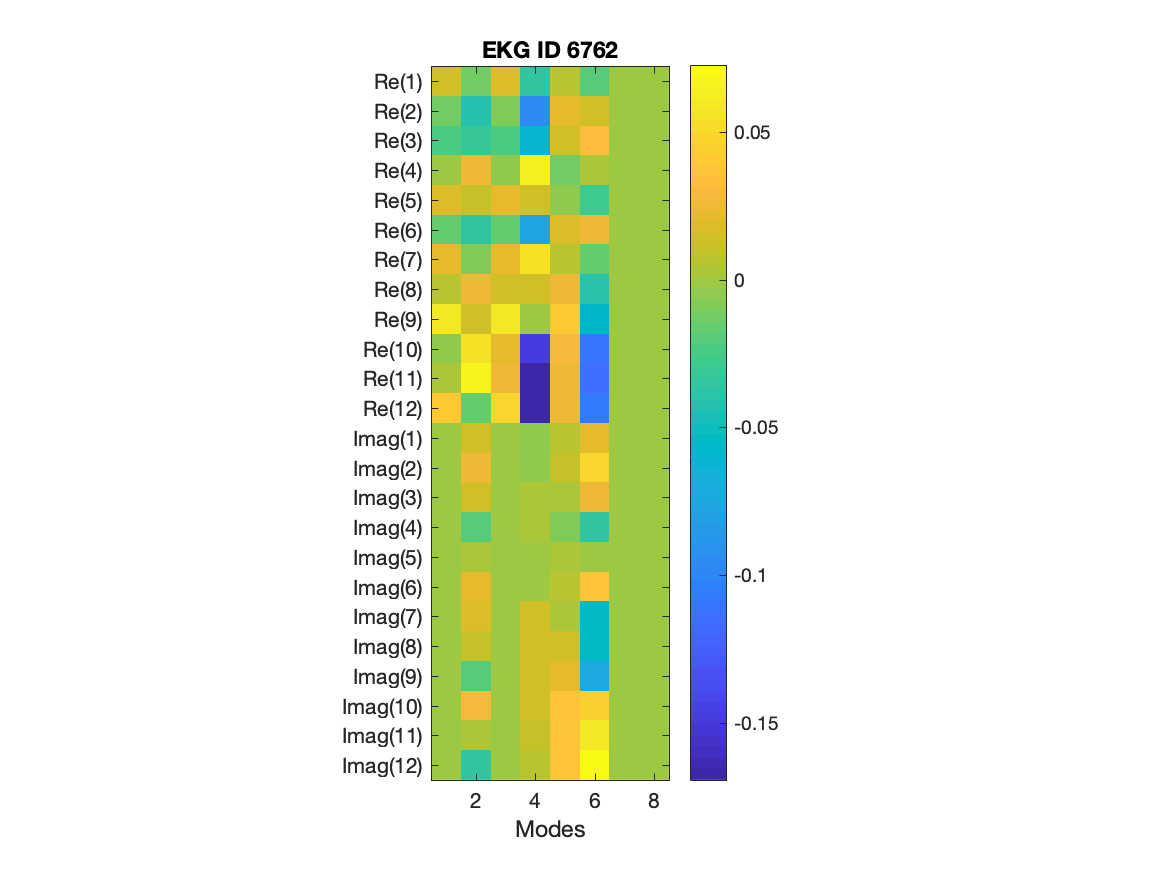 EKG ID 6762
Re(1)
Re(2)
Re(3)
Re(4)
Re(5)
Re(6)
Re(7)
Re(8)
Re(9)
Re(10)
Re(11)
Re(12)
Imag(1)
Imag(2)
Imag(3)
Imag(4)
Imag(5)
Imag(6)
Imag(7)
Imag(8)
Imag(9)
Imag(10)
Imag(11)
Imag(12)
2 4 6 8
Modes
0.05
0
-0.05
-0.1
-0.15